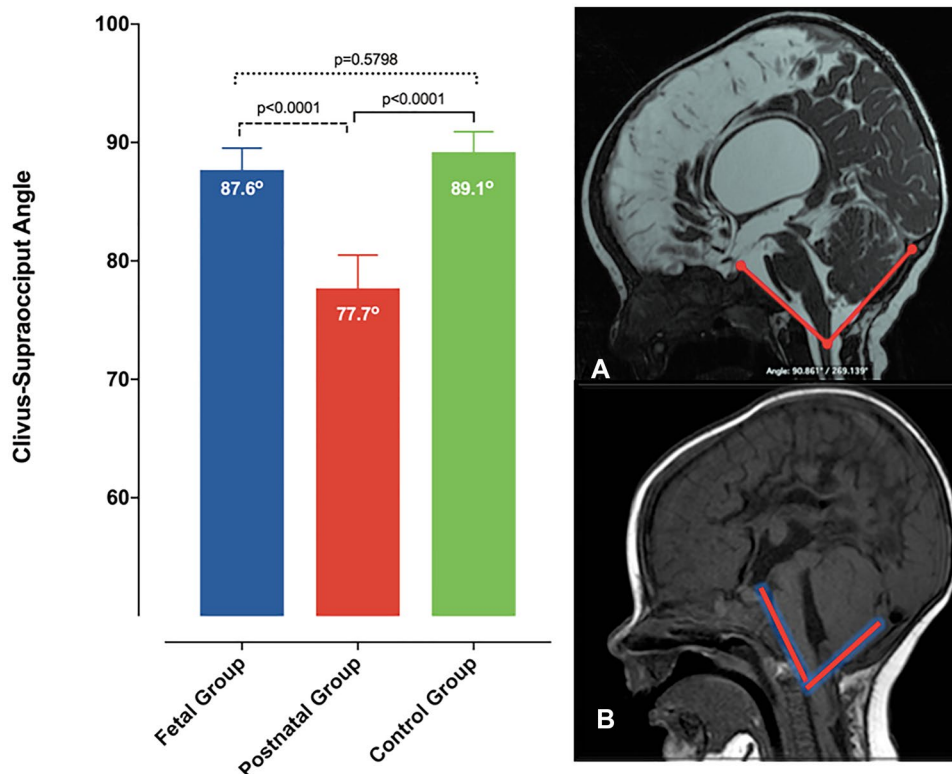 100
p=0.5798
p<0.0001
p<0.0001
90
87.6º
89.1º
80
77.7º
70
60
Clivus-Supraocciput Angle
Fetal Group
Postnatal Group
Control Group
A
Angle: 90.861° / 269.139°
B